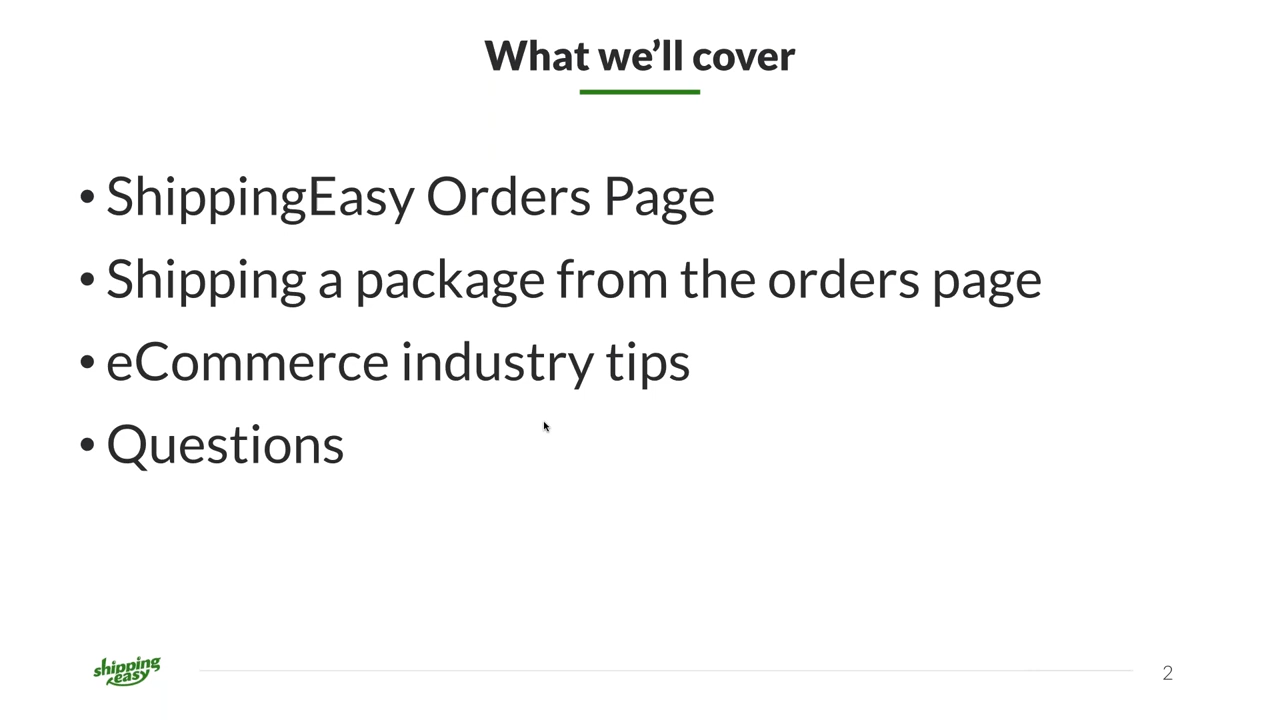 What we’ll cover
• ShippingEasy Orders Page
• Shipping a package from the orders page
• eCommerce industry tips
• Questions
shipping
easy
2